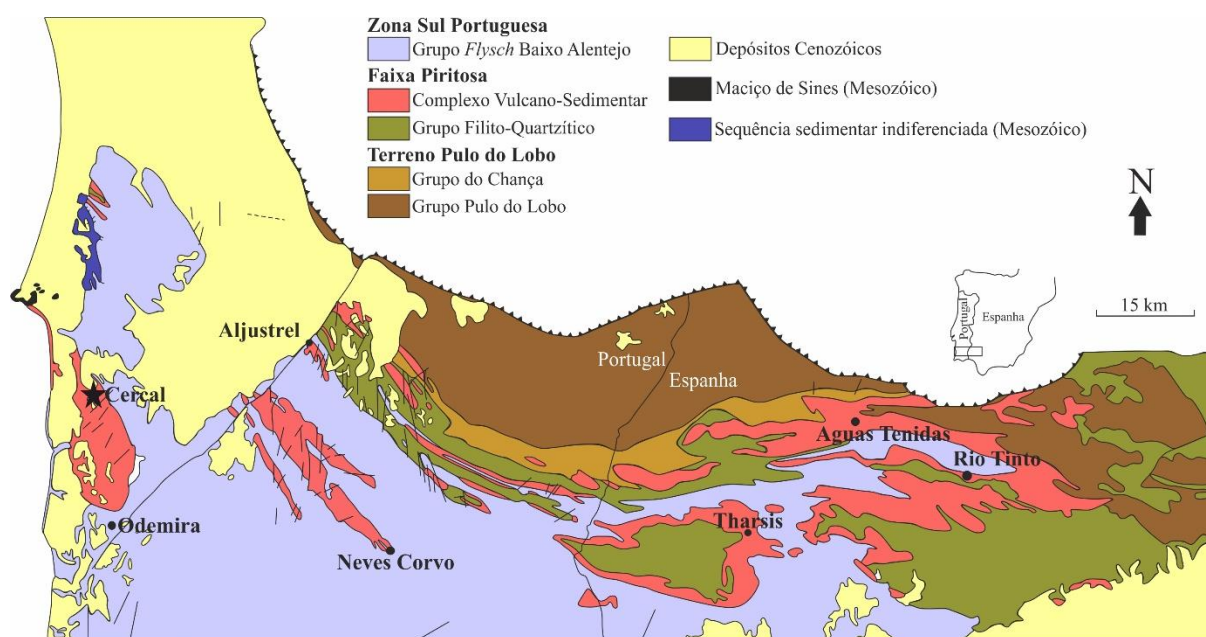 Zona Sul Portuguesa
Grupo Flysch Baixo Alentejo
Faixa Piritosa
Complexo Vulcano-Sedimentar
Grupo Filito-Quartzítico
Terreno Pulo do Lobo
Grupo do Chança
Grupo Pulo do Lobo
Depósitos Cenozóicos
Maciço de Sines (Mesozóico)
Sequência sedimentar indiferenciada (Mesozóico)
N
15 km
Portugal
Espanha
Aljustrel
Portugal
Espanha
Cercal
Aguas Tenidas
Rio Tinto
Odemira
Tharsis
Neves Corvo